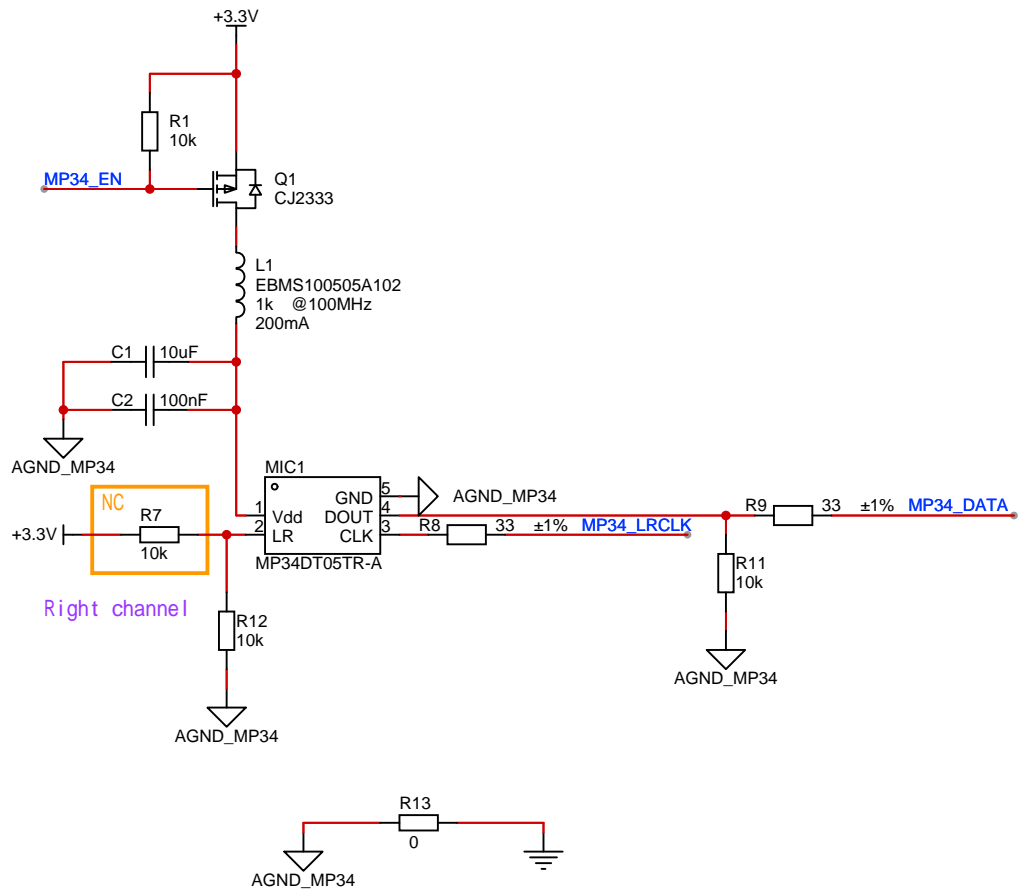 +3.3V
R1
10k
MP34_EN
Q1
CJ2333
L1
EBMS100505A102
1k @100MHz
200mA
C1 10uF
C2 100nF
AGND_MP34
MIC1
NC
R7
10k
+3.3V
1 Vdd
2 LR
GND 5
DOUT 4
CLK 3
MP34DT05TR-A
AGND_MP34
R8 33 ±1% MP34_LRCLK
R9 33 ±1% MP34_DATA
R11
10k
AGND_MP34
Right channel
R12
10k
AGND_MP34
R13
0
AGND_MP34